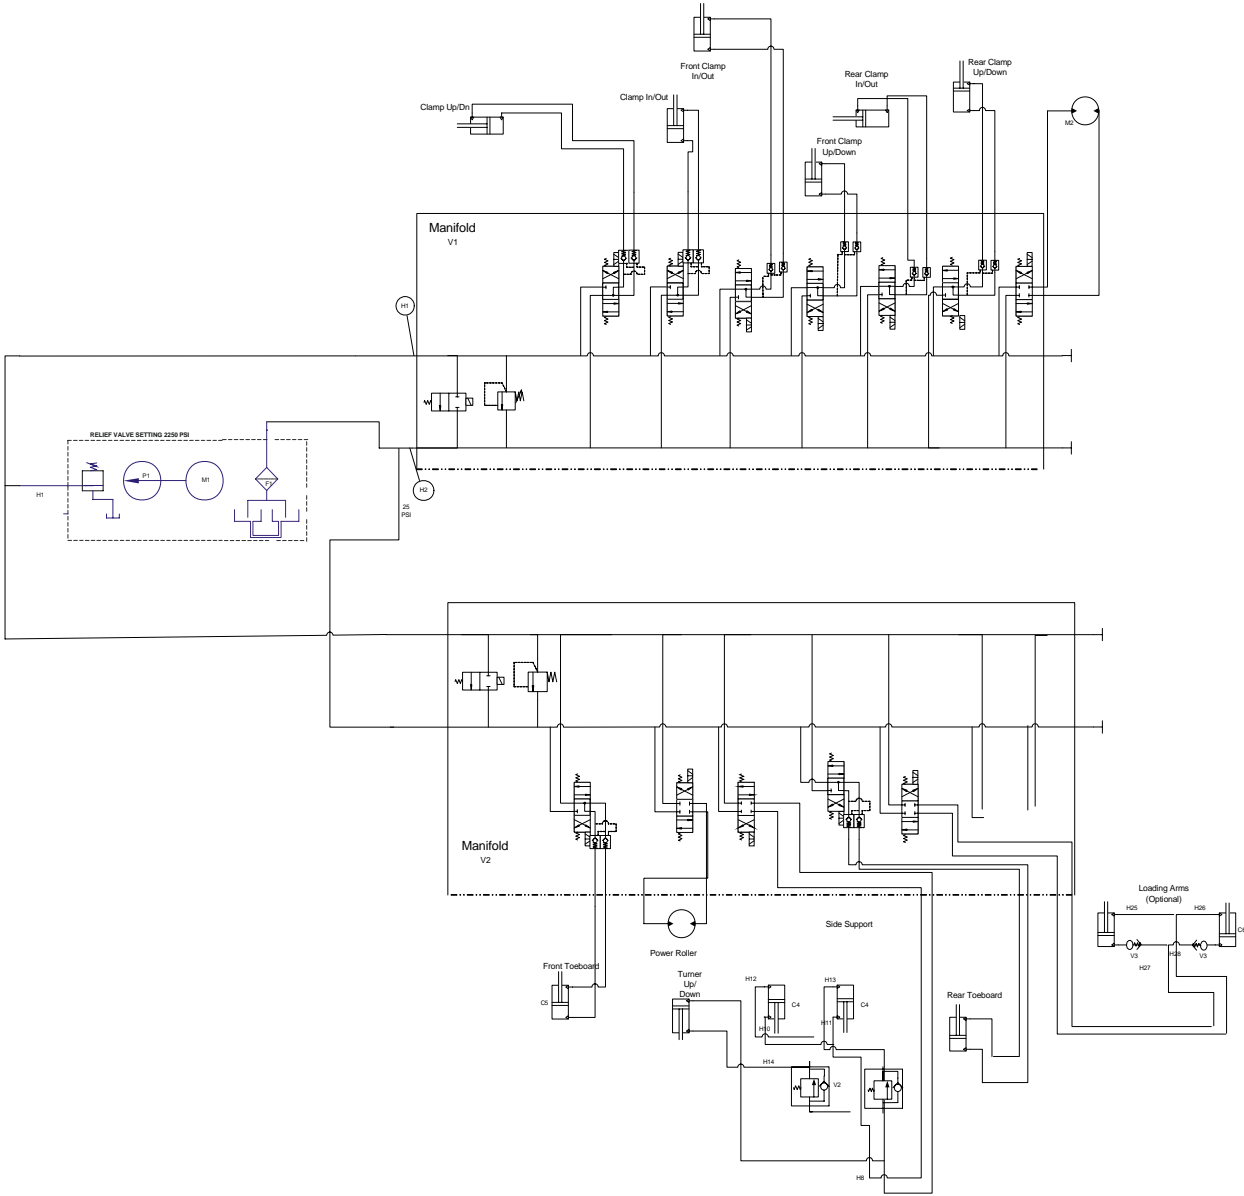 Front Clamp
In/Out
Rear Clamp
Up/Down
Rear Clamp
In/Out
Clamp In/Out
Clamp Up/Dn
M2
Front Clamp
Up/Down
Manifold
V1
H1
RELIEF VALVE SETTING 2250 PSI
P1
M1
F1
H1
H2
25
PSI
Manifold
V2
Loading Arms
(Optional)
H25
H26
C6
V3
H28
V3
H27
Side Support
Power Roller
Front Toeboard
C5
Turner
Up/
Down
H12
H13
C4
C4
Rear Toeboard
H10
H11
H14
V2
H8